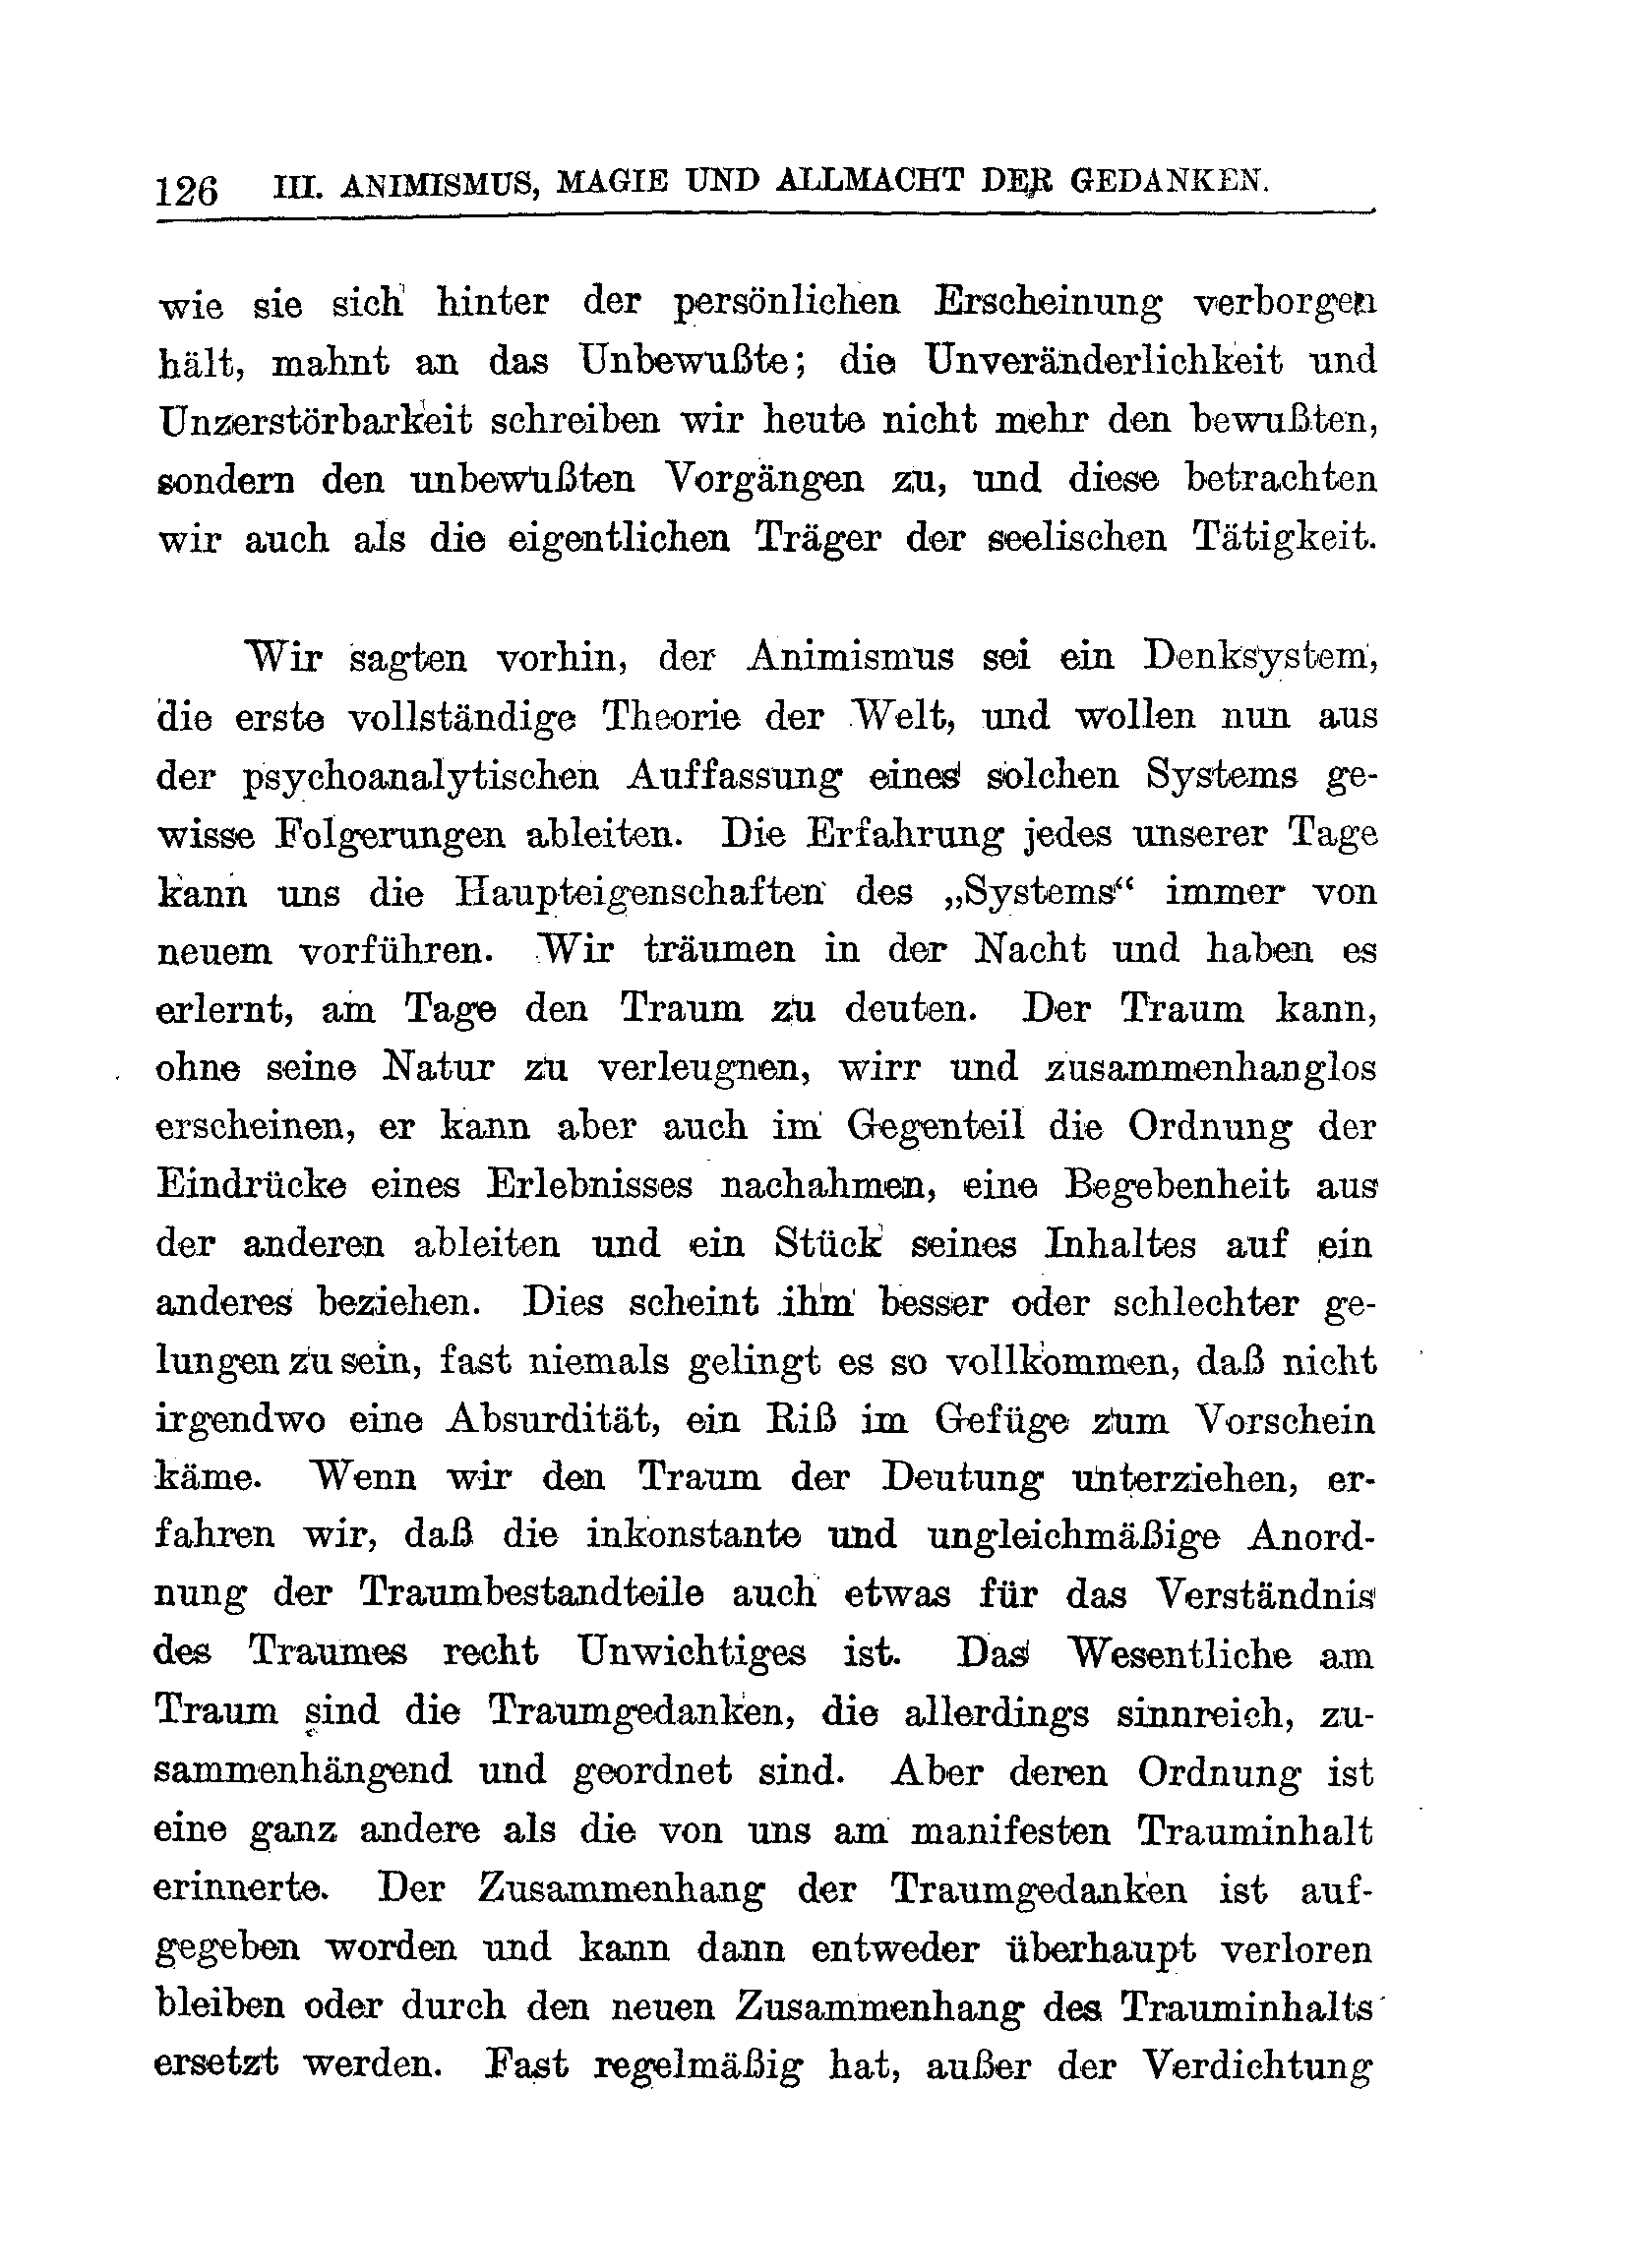 126 III. ANIMISMUS, MAGIE UND ALLMACHT DER GEDANKEN.
wie sie sich hinter der persönlichen Erscheinung verborgen
hält, mahnt an das Unbewußte; die Unveränderlichkeit und
Unzerstörbarkeit schreiben wir heute nicht mehr den bewußten,
sondern den unbewußten Vorgängen zu, und diese betrachten
wir auch als die eigentlichen Träger der seelischen Tätigkeit.
Wir sagten vorhin, der Animismus sei ein Denksystem,
die erste vollständige Theorie der Welt, und wollen nun aus
der psychoanalytischen Auffassung eines solchen Systems ge-
wisse Folgerungen ableiten. Die Erfahrung jedes unserer Tage
kann uns die Haupteigenschaften des „Systems“ immer von
neuem vorführen. Wir träumen in der Nacht und haben es
erlernt, am Tage den Traum zu deuten. Der Traum kann,
ohne seine Natur zu verleugnen, wirr und zusammenhanglos
erscheinen, er kann aber auch im Gegenteil die Ordnung der
Eindrücke eines Erlebnisses nachahmen, eine Begebenheit aus
der anderen ableiten und ein Stück seines Inhaltes auf ein
anderes beziehen. Dies scheint ihm besser oder schlechter ge-
lungen zu sein, fast niemals gelingt es so vollkommen, daß nicht
irgendwo eine Absurdität, ein Riß im Gefüge zum Vorschein
käme. Wenn wir den Traum der Deutung unterziehen, er-
fahren wir, daß die inkonstante und ungleichmäßige Anord-
nung der Traumbestandteile auch etwas für das Verständnis
des Traumes recht Unwichtiges ist. Das Wesentliche am
Traum sind die Traumgedanken, die allerdings sinnreich, zu-
sammenhängend und geordnet sind. Aber deren Ordnung ist
eine ganz andere als die von uns am manifesten Trauminhalt
erinnerte. Der Zusammenhang der Traumgedanken ist auf-
gegeben worden und kann dann entweder überhaupt verloren
bleiben oder durch den neuen Zusammenhang des Trauminhalts
ersetzt werden. Fast regelmäßig hat, außer der Verdichtung